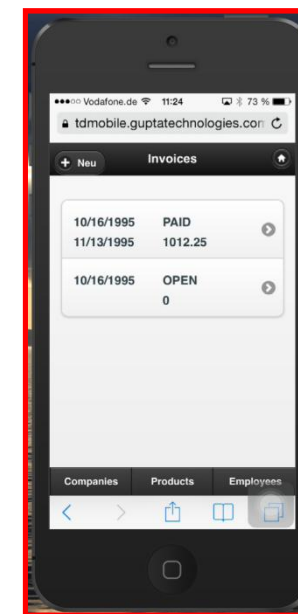 Vodafone.de 11:24 73 %
tdmobile.guptatechnologies.com
+ Neu Invoices
10/16/1995 PAID
11/13/1995 1012.25
10/16/1995 OPEN
0
Companies Products Employees